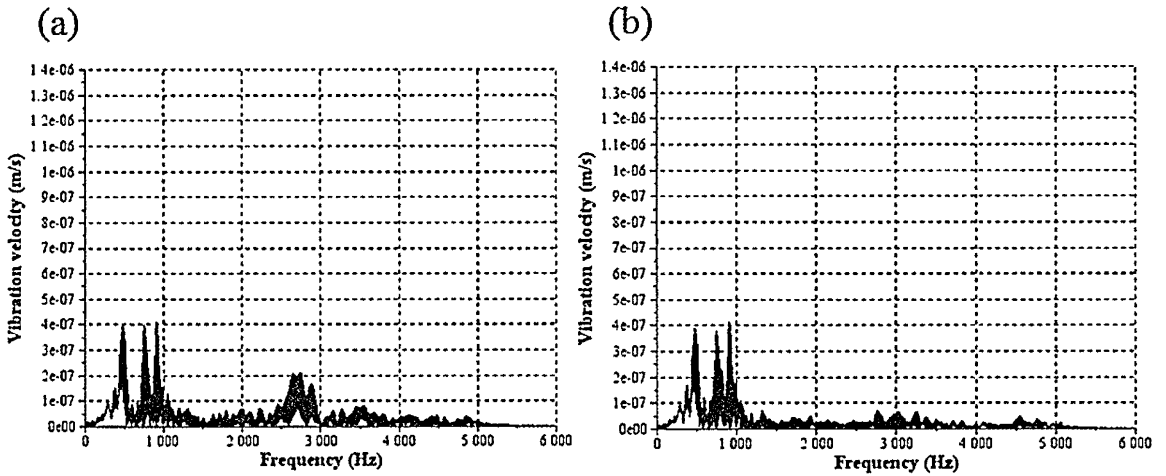 (a)
(b)
Vibration velocity (m/s)
1 4e-06
1 3e-06
1 2e-06
1 1e-06
1e-06
9e-07
8e-07
7e-07
6e-07
5e-07
4e-07
3e-07
2e-07
1e-07
0e00
0
1 000
2 000
3 000
4 000
5 000
6 000
Frequency (Hz)
Vibration velocity (m/s)
1.4e-06
1.3e-06
1.2e-06
1.1e-06
1e-06
9e-07
8e-07
7e-07
6e-07
5e-07
4e-07
3e-07
2e-07
1e-07
0e00
0
1 000
2 000
3 000
4 000
5 000
6 000
Frequency (Hz)